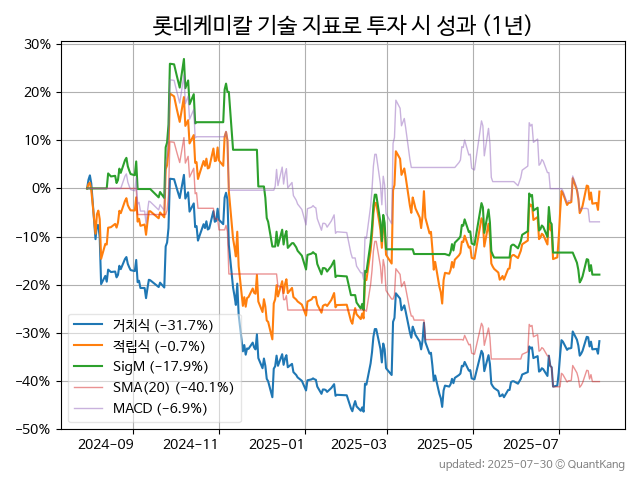 롯데케미칼 기술 지표로 투자 시 성과 (1년)
30%
20%
10%
0%
−10%
−20%
−30%
−40%
−50%
거치식 (−31.7%)
적립식 (−0.7%)
SigM (−17.9%)
SMA(20) (−40.1%)
MACD (−6.9%)
2024-09 2024-11 2025-01 2025-03 2025-05 2025-07
updated: 2025-07-30 © QuantKang